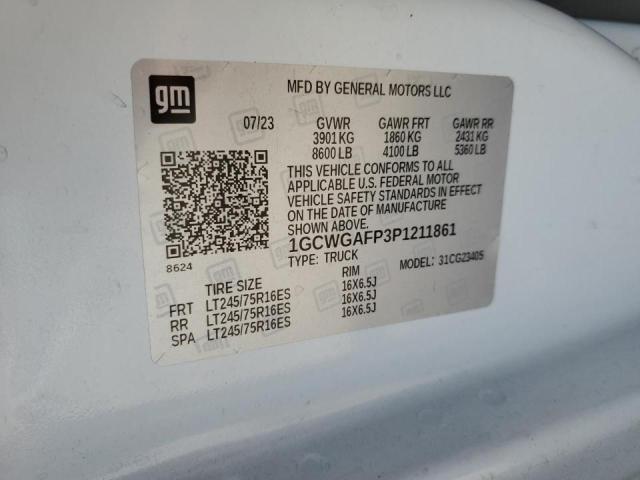 gm
MFD BY GENERAL MOTORS LLC
07/23 GVWR GAWR FRT GAWR RR
3901 KG 1860 KG 2431 KG
8600 LB 4100 LB 5360 LB
THIS VEHICLE CONFORMS TO ALL
APPLICABLE U.S. FEDERAL MOTOR
VEHICLE SAFETY STANDARDS IN EFFECT
ON THE DATE OF MANUFACTURE SHOWN
ABOVE.
1GCWGAFP3P1211861
TYPE: TRUCK MODEL: 31CG23405
8624
TIRE SIZE RIM
FRT LT245/75R16ES 16X6.5J
RR LT245/75R16ES 16X6.5J
SPA LT245/75R16ES 16X6.5J